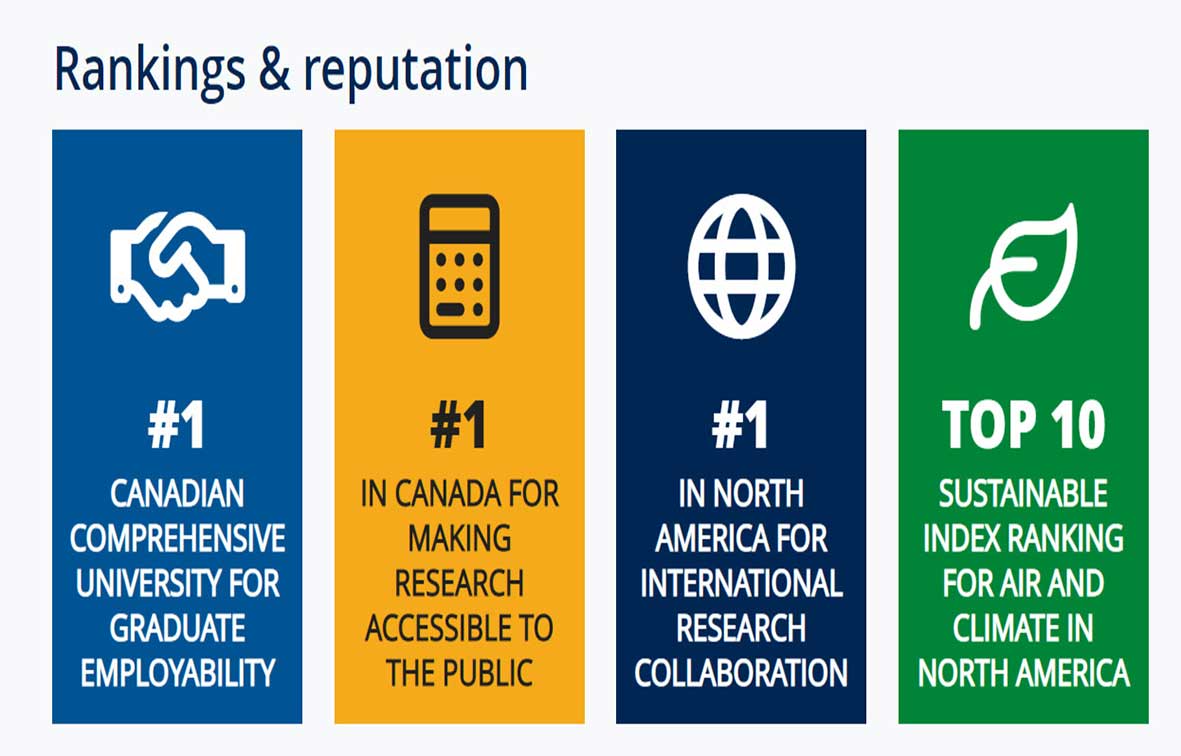 Rankings & reputation
#1
CANADIAN
COMPREHENSIVE
UNIVERSITY FOR
GRADUATE
EMPLOYABILITY
#1
IN CANADA FOR
MAKING
RESEARCH
ACCESSIBLE TO
THE PUBLIC
#1
IN NORTH
AMERICA FOR
INTERNATIONAL
RESEARCH
COLLABORATION
TOP 10
SUSTAINABLE
INDEX RANKING
FOR AIR AND
CLIMATE IN
NORTH AMERICA